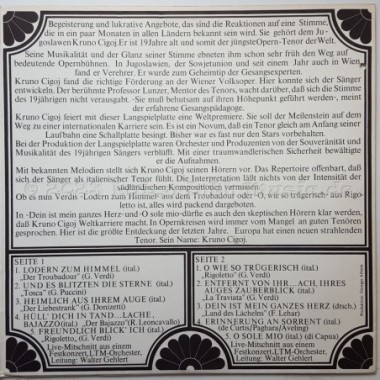 Begeisterung und lukrative Angebote, das sind die Reaktionen auf eine Stimme,
die in ein paar Monaten in allen Ländern bekannt sein wird. Sie gehört dem Ju-
goslawen Kruno Cigoj. Er ist 19 Jahre alt und somit der jüngste Opern-Tenor der Welt.
Seine Musikalität und der Glanz seiner Stimme ebneten ihm schon sehr früh den Weg auf
bedeutende Opernbühnen. In Jugoslawien, der Sowjetunion und seit einem Jahr auch in Wien,
fand er Verehrer. Er wurde zum Geheimtip der Gesangsexperten.
Kruno Cigoj fand die richtige Förderung an der Wiener Volksoper. Hier konnte sich der Sänger
entwickeln. Der berühmte Professor Lunzer, Mentor des Tenors, wacht darüber, daß sich die Stimme
des 19jährigen nicht verausgabt. -Sie muß behutsam auf ihren Höhepunkt geführt werden-, meint
der erfahrene Gesangspädagoge.
Kruno Cigoj feiert mit dieser Langspielplatte eine Weltpremiere. Sie soll der Meilenstein auf dem
Weg zu einer internationalen Karriere sein. Es ist ein Novum, daß ein Tenor gleich am Anfang seiner
Laufbahn eine Schallplatte besingt. Bisher war es fast nur den Stars vorbehalten.
Bei der Produktion der Langspielplatte waren Orchester und Produzenten von der Souveränität und
Musikalität des 19jährigen Sängers verblüfft. Mit einer traumwandlerischen Sicherheit bewältigte
er die Aufnahmen.
Mit bekannten Melodien stellt sich Kruno Cigoj seinen Hörern vor. Das Repertoire offenbart, daß
sich der Sänger als italienischer Tenor fühlt. Die Interpretation läßt nichts von der Intensität der
südländischen Kompositionen vermissen.
Ob es nun Verdis -Lodern zum Himmel- aus dem Troubadour oder -O, wie so trügerisch- aus Rigo-
letto ist, alles wird packend dargeboten.
In -Dein ist mein ganzes Herz- und -O sole mio- dürfte es auch den skeptischen Hörern klar werden,
daß Kruno Cigoj Weltkarriere macht. In Opernkreisen wird immer vom Mangel an guten Tenören
gesprochen. Hier ist die größte Entdeckung der letzten Jahre. Europa hat einen neuen strahlenden
Tenor. Sein Name: Kruno Cigoj.
SEITE 1
1. LODERN ZUM HIMMEL (ital.)
„Der Troubadour" (G. Verdi)
2. UND ES BLITZTEN DIE STERNE (ital.)
„Tosca" (G. Puccini)
3. HEIMLICH AUS IHREM AUGE (ital.)
„Der Liebestrank" (G. Donizetti)
4. HÜLL' DICH IN TAND... LACHE,
BAJAZZO (ital.) „Der Bajazzo" (R. Leoncavallo)
5. FREUNDLICH BLICK' ICH (ital.)
„Rigoletto, (G. Verdi)
Live-Mitschnitt aus einem
Festkonzert, LTM-Orchester,
Leitung: Walter Gehlert
SEITE 2
1. O WIE SO TRÜGERISCH (ital.)
„Rigoletto" (G. Verdi)
2. ENTFERNT VON IHR... ACH, IHRES
AUGES ZAUBERBLICK (ital.)
„La Traviata" (G. Verdi)
3. DEIN IST MEIN GANZES HERZ (dtsch.)
„Land des Lächelns" (F. Lehar)
4. ERINNERUNG AN SORRENT (ital.)
(de Curtis/Paghara/Aveling)
5. O SOLE MIO (ital.) (di Capua)
Live-Mitschnitt aus einem
Festkonzert, LTM-Orchester,
Leitung: Walter Gehlert